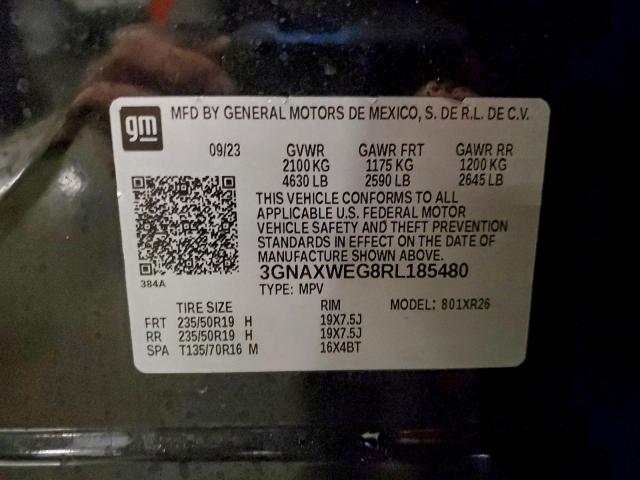 gm
MFD BY GENERAL MOTORS DE MEXICO, S. DE R.L. DE C.V.
09/23 GVWR GAWR FRT GAWR RR
2100 KG 1175 KG 1200 KG
4630 LB 2590 LB 2645 LB
THIS VEHICLE CONFORMS TO ALL
APPLICABLE U.S. FEDERAL MOTOR
VEHICLE SAFETY AND THEFT PREVENTION
STANDARDS IN EFFECT ON THE DATE OF
MANUFACTURE SHOWN ABOVE.
3GNAXWEG8RL185480
384A
TYPE: MPV
TIRE SIZE RIM MODEL: 801XR26
FRT 235/50R19 H 19X7.5J
RR 235/50R19 H 19X7.5J
SPA T135/70R16 M 16X4BT